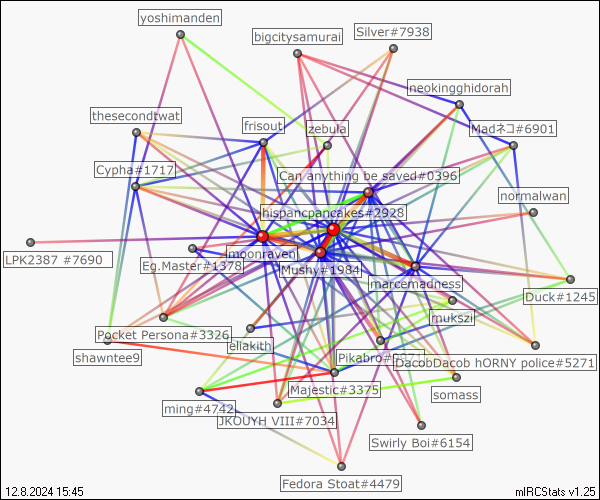 yoshimanden
Silver#7938
bigcitysamurai
neokingghidorah
thesecondtwat
frisout
zebula
Madネコ#6901
Cypha#1717
Can anything be saved#0396
normalwan
hispancpancakes#2928
moonraven
LPK2387 #7690
Eg.Master#1378
Mushy#1984
marcemadness
Duck#1245
mukszil
Pocket Persona#3326
eliakith
shawntee9
Pikabro#
DacobDacob hORNY police#5271
Majestic#3375
somass
ming#4742
JKOUYH VIII#7034
Swirly Boi#6154
Fedora Stoat#4479
12.8.2024 15:45
mIRCStats v1.25